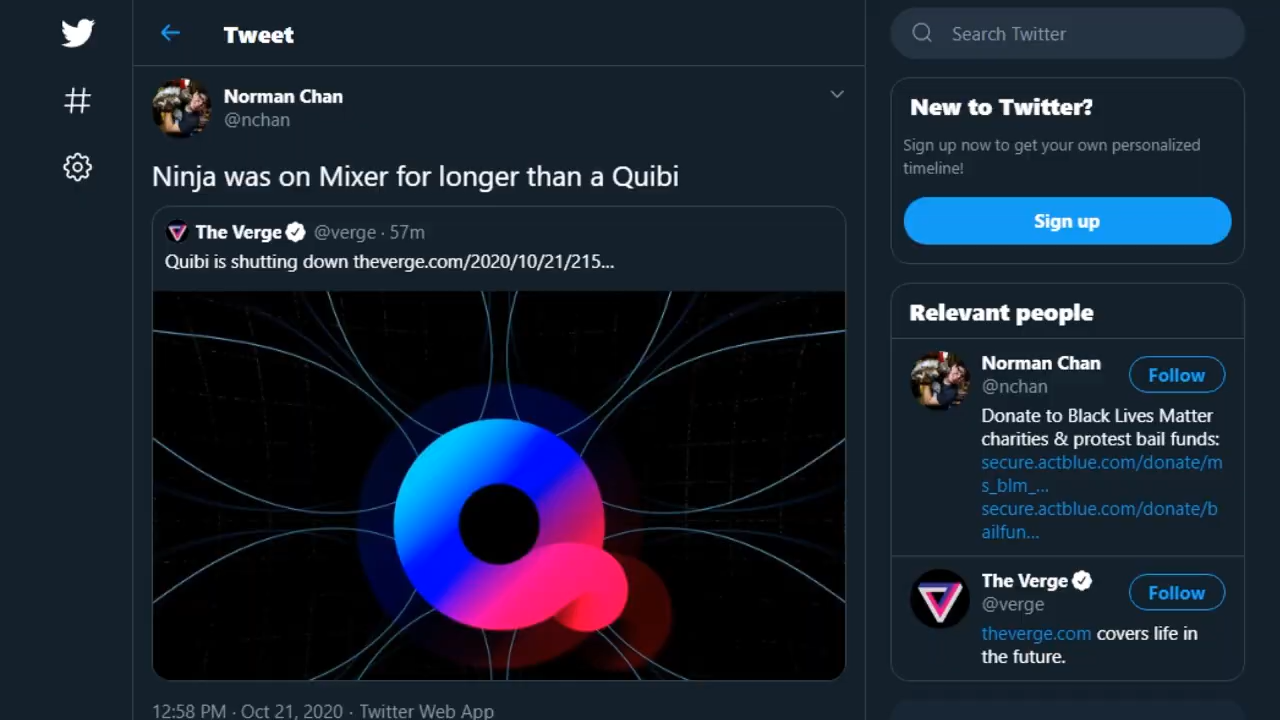 Tweet
Norman Chan
@nchan
Ninja was on Mixer for longer than a Quibi
The Verge @verge · 57m
Quibi is shutting down theverge.com/2020/10/21/215...
12:58 PM · Oct 21, 2020 · Twitter Web App
Search Twitter
New to Twitter?
Sign up now to get your own personalized
timeline!
Sign up
Relevant people
Norman Chan
@nchan
Follow
Donate to Black Lives Matter
charities & protest bail funds:
secure.actblue.com/donate/m
s_blm_...
secure.actblue.com/donate/b
ailfun...
The Verge
@verge
Follow
theverge.com covers life in
the future.